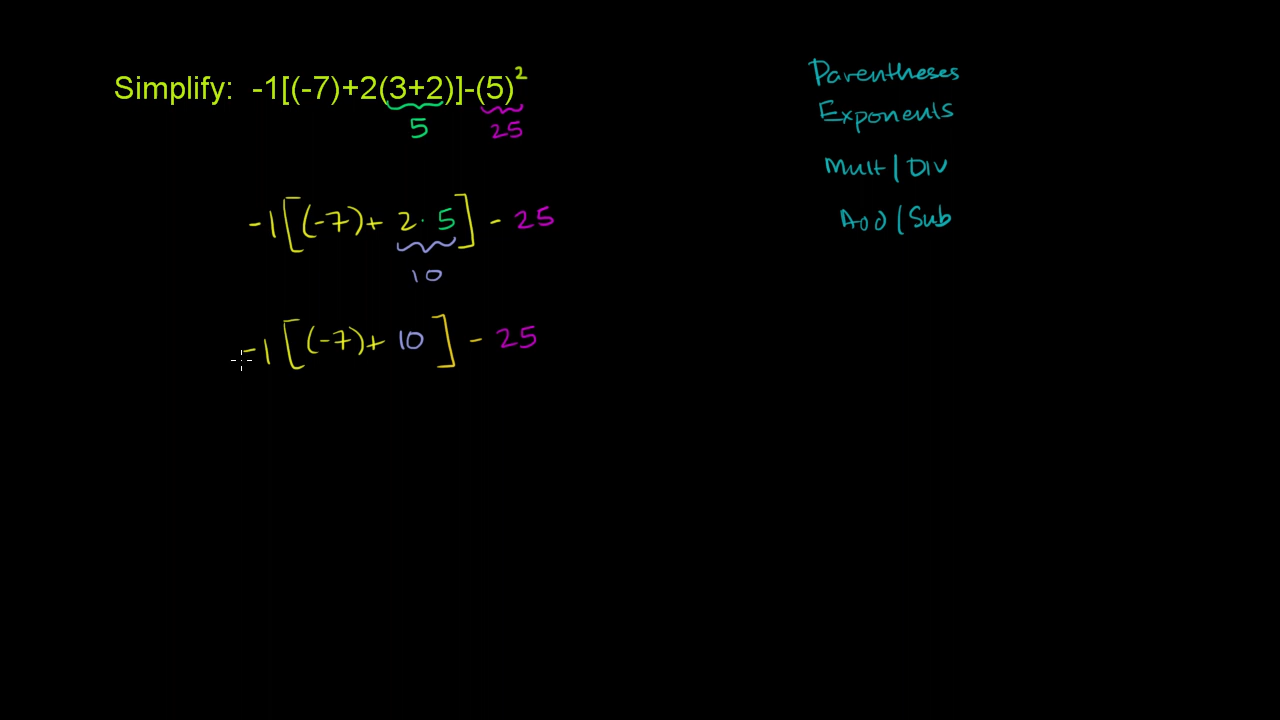 Simplify: -1[(-7)+2(3+2)]-(5)²
5 25
-1[(-7)+ 2·5] - 25
10
-1[(-7)+ 10] - 25
Parentheses
Exponents
Mult/Div
Add/Sub